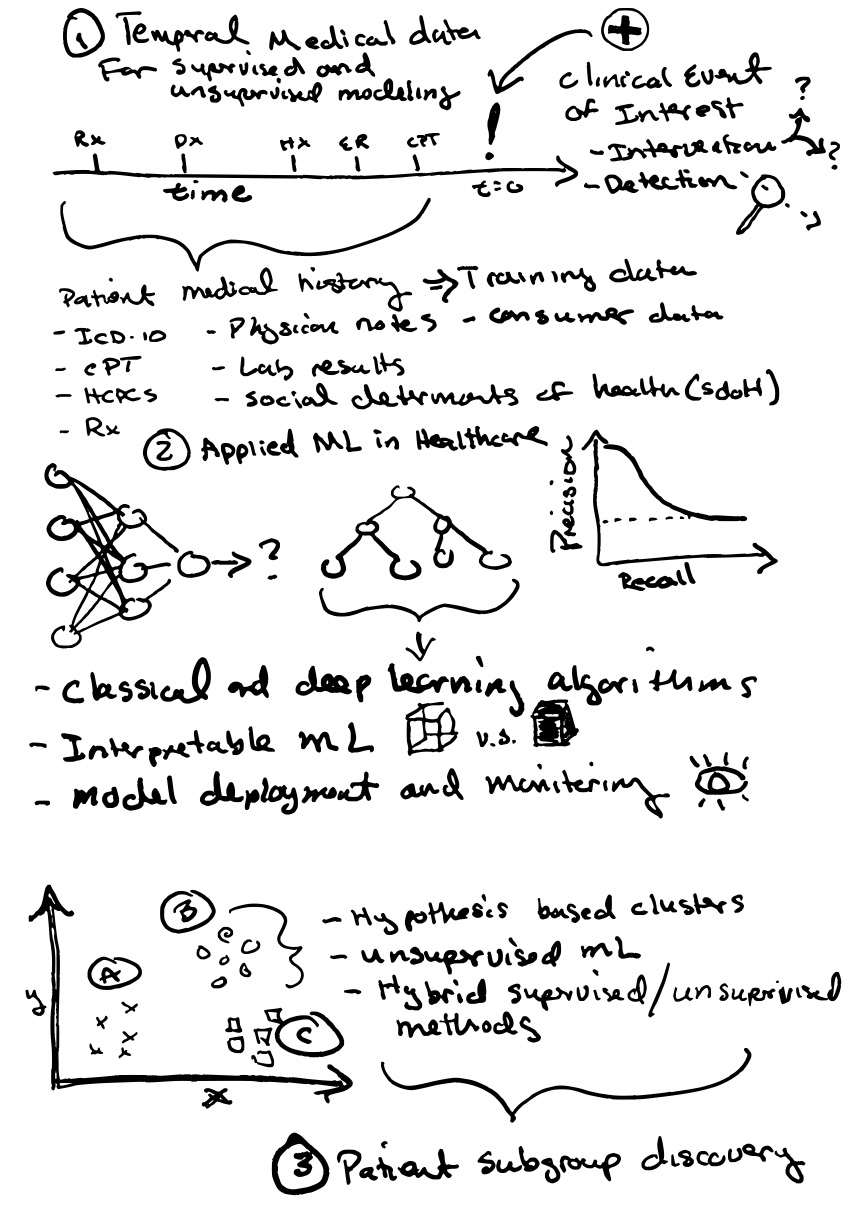 1 Tempral Medical data
For supervised and
unsupervised modeling
Clinical Event
of Interest
- Intervention
?
?
- Detection
Rx Dx Hx ER CPT !
time t=0
Patient medical history => Training data
- ICD-10 - Physician notes - consumer data
- CPT - Lab results
- HCPCS - social determents of health (SDoH)
- Rx
2 Applied ML in Healthcare
?
Precision
Recall
- Classical and deep learning algorithms
- Interpretable ML v.s.
- Model deployment and monitering
y
x
A
B
C
- Hypothesis based clusters
- unsupervised ML
- Hybrid supervised/unsupervised
methods
3 Patient subgroup discovery